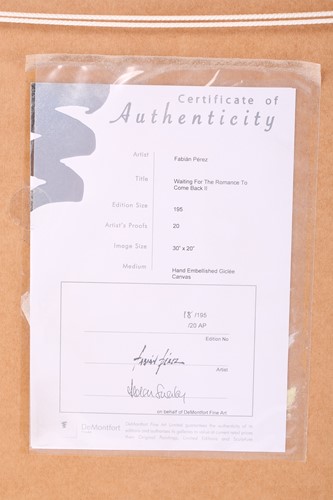 Certificate of
Authenticity
Artist Fabián Pérez
Title Waiting For The Romance To
Come Back II
Edition Size 195
Artist's Proofs 20
Image Size 30" x 20"
Medium Hand Embellished Giclée
Canvas
18 /195
/20 AP
Edition No
Artist
on behalf of DeMontfort Fine Art
DeMontfort